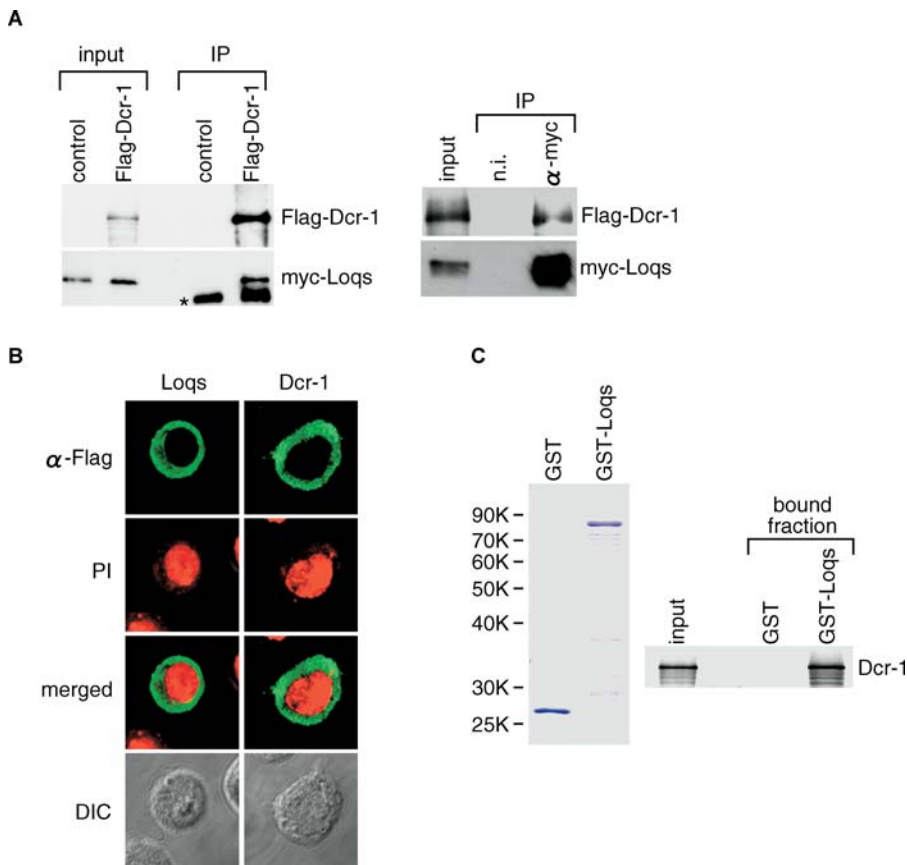 A
input IP
control Flag-Dcr-1 control Flag-Dcr-1
Flag-Dcr-1
myc-Loqs
*
IP
input n.i. α-myc
Flag-Dcr-1
myc-Loqs
B
Loqs Dcr-1
α-Flag
PI
merged
DIC
C
GST GST-Loqs
90K
70K
60K
50K
40K
30K
25K
bound
fraction
input GST GST-Loqs
Dcr-1